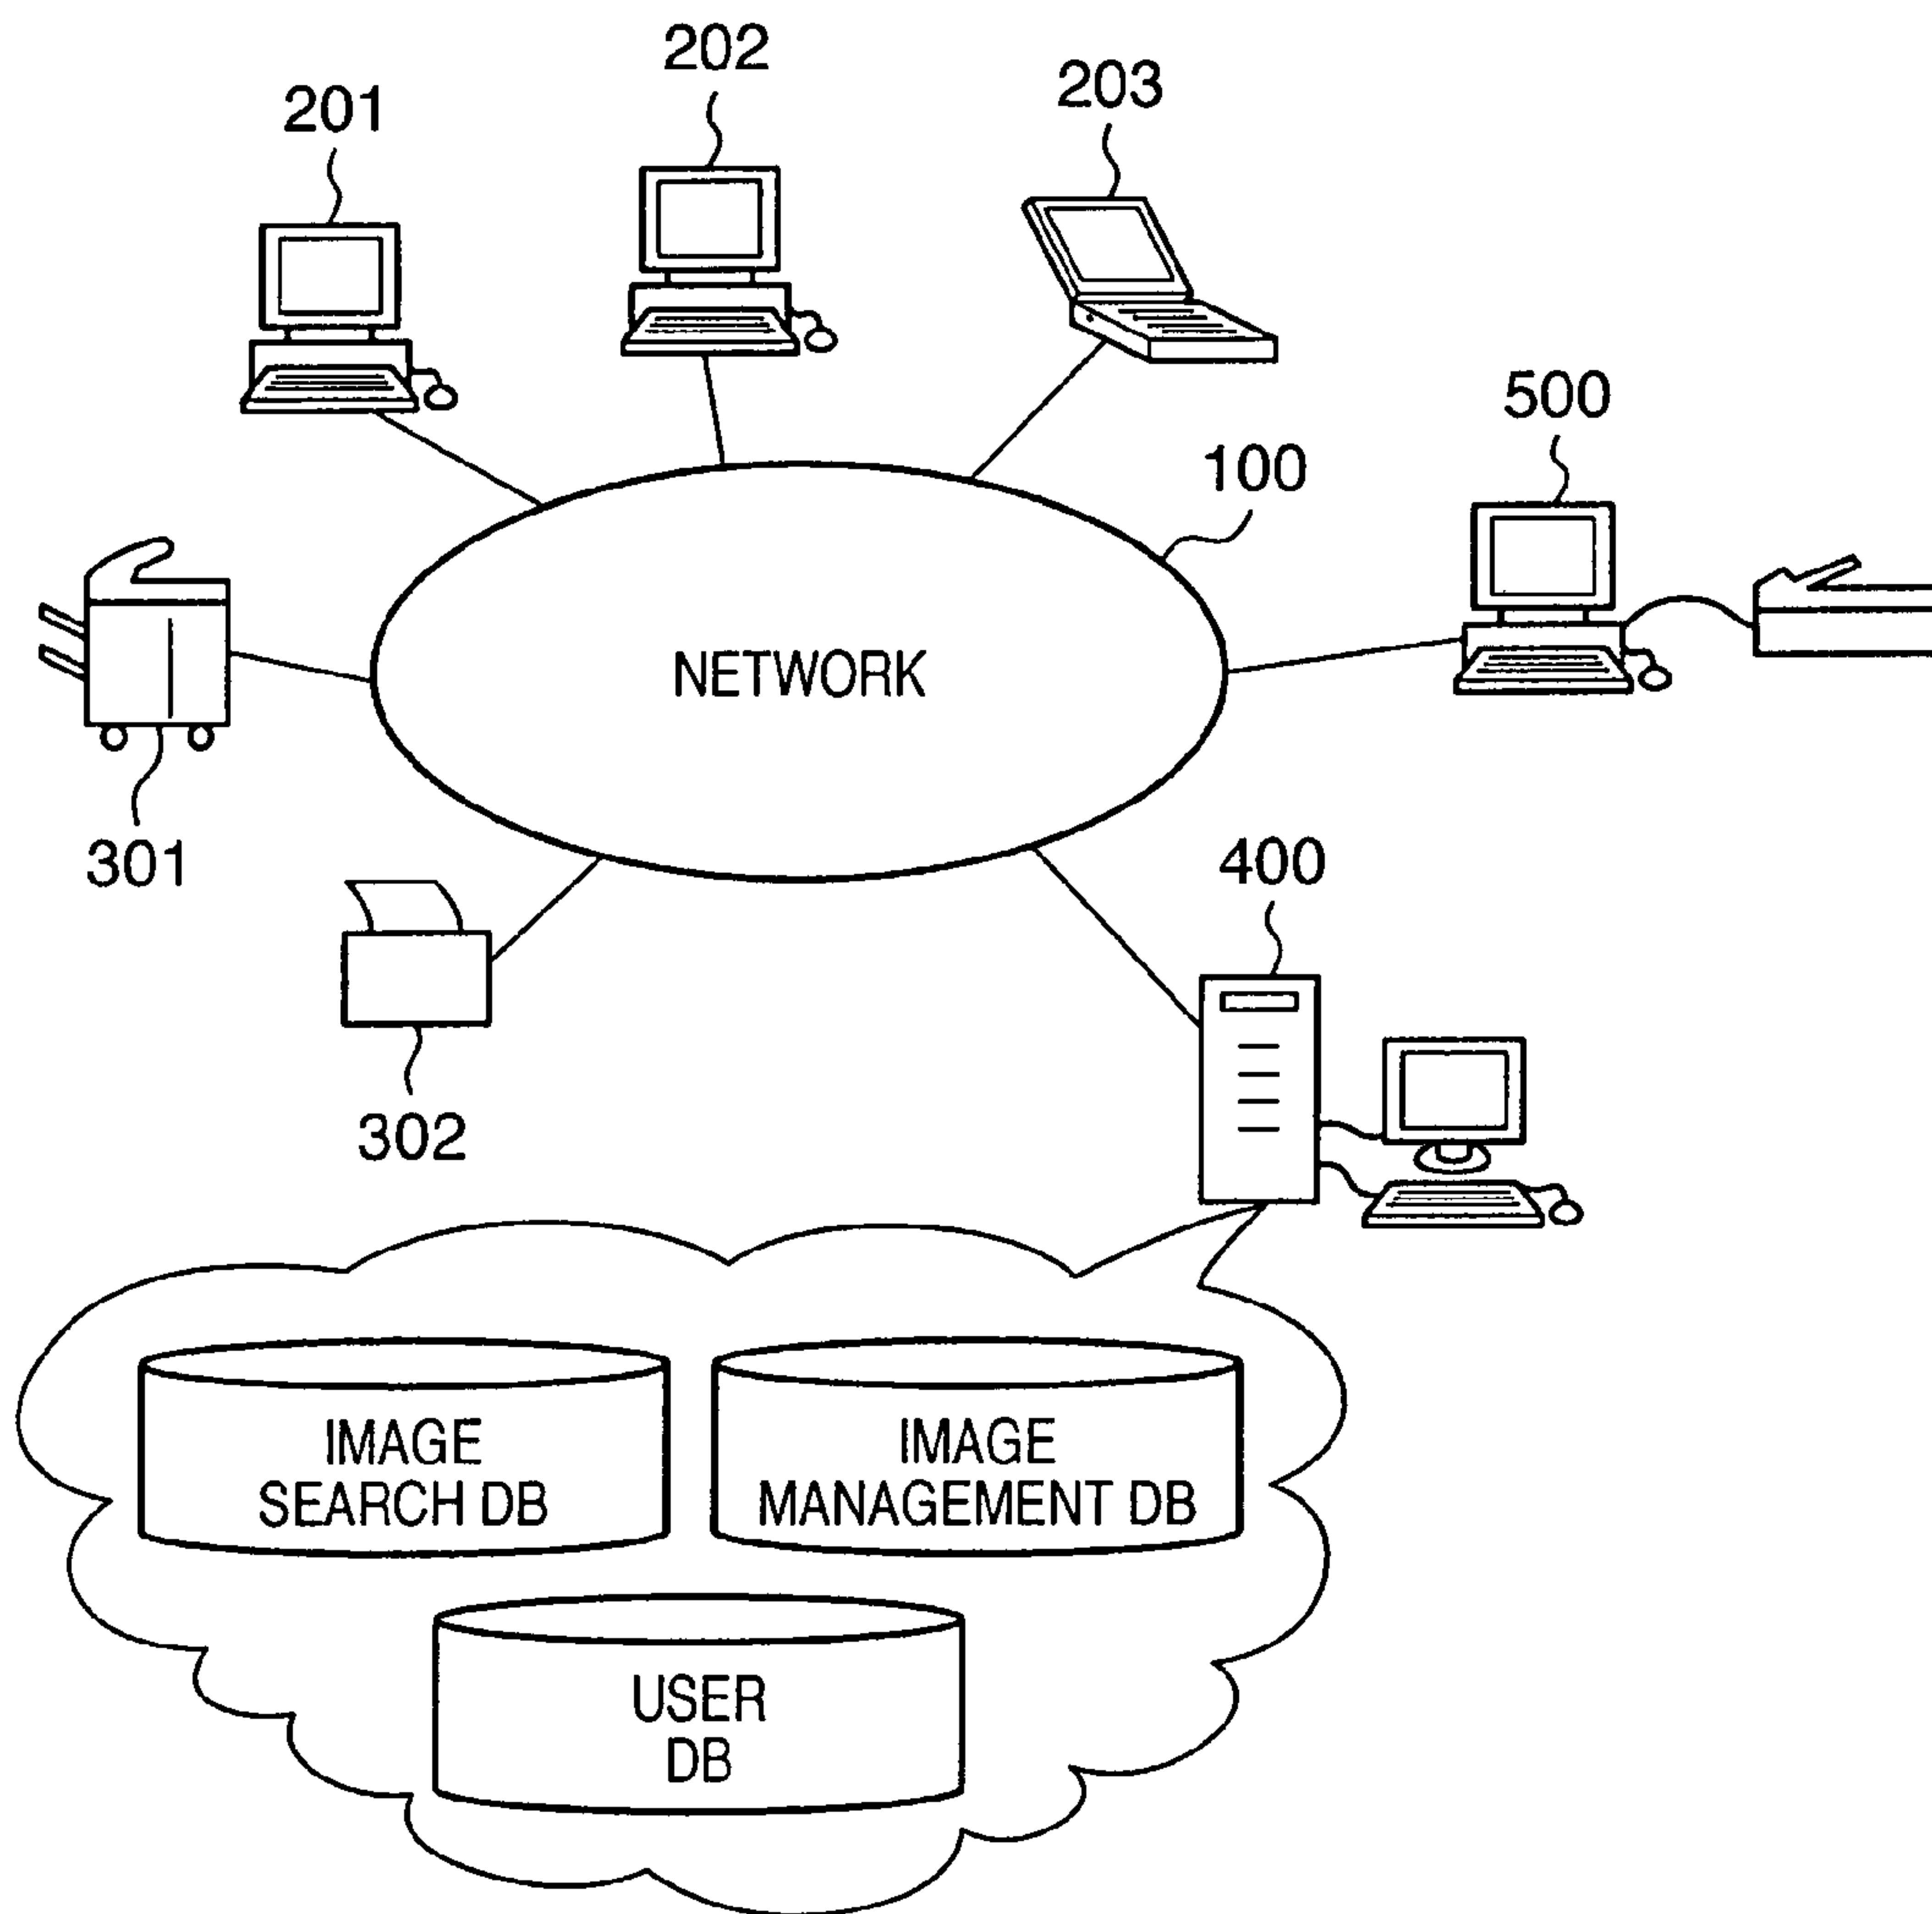 202
203
201
500
100
NETWORK
301
400
302
IMAGE
SEARCH DB
IMAGE
MANAGEMENT DB
USER
DB